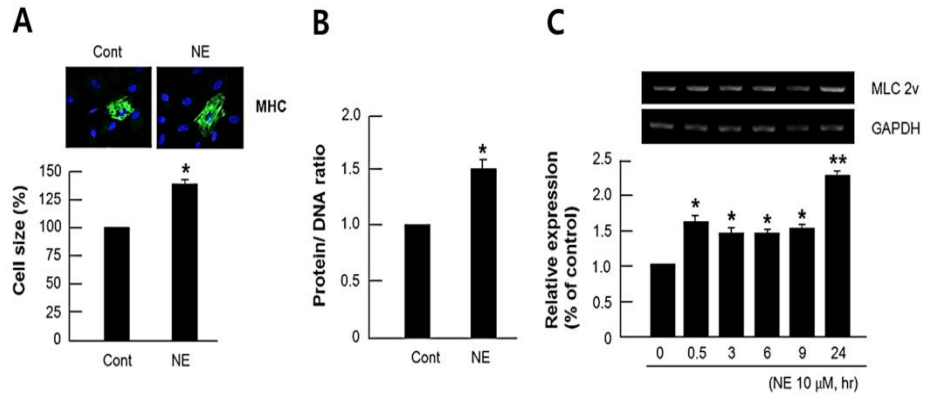 A
Cont NE
MHC
Cell size (%)
150
125
100
75
50
25
0
*
Cont NE
B
Protein/ DNA ratio
2.0
1.5
1.0
0.5
0
*
Cont NE
C
MLC 2v
GAPDH
Relative expression
(% of control)
2.5
2.0
1.5
1.0
0.5
0
* * * * **
0 0.5 3 6 9 24
(NE 10 μM, hr)